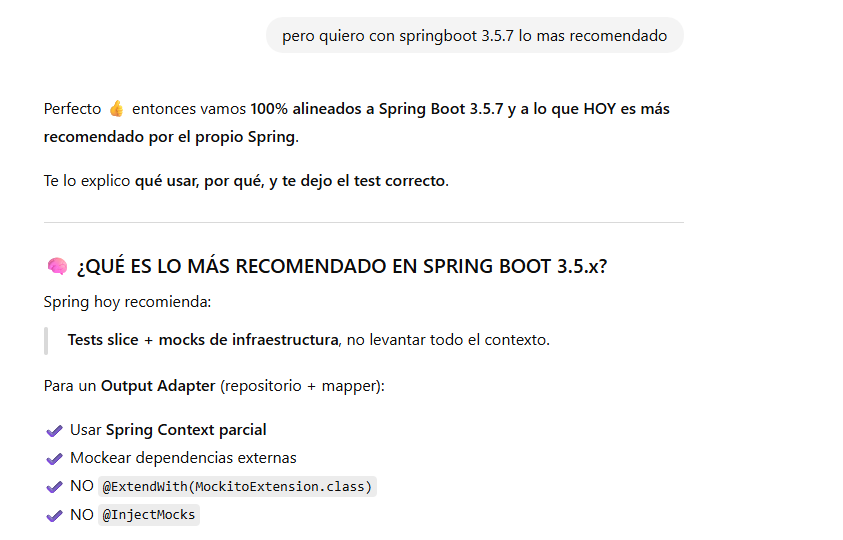 pero quiero con springboot 3.5.7 lo mas recomendado
Perfecto 👍 entonces vamos 100% alineados a Spring Boot 3.5.7 y a lo que HOY es más
recomendado por el propio Spring.
Te lo explico qué usar, por qué, y te dejo el test correcto.
🧠 ¿QUÉ ES LO MÁS RECOMENDADO EN SPRING BOOT 3.5.x?
Spring hoy recomienda:
Tests slice + mocks de infraestructura, no levantar todo el contexto.
Para un Output Adapter (repositorio + mapper):
✔ Usar Spring Context parcial
✔ Mockear dependencias externas
✔ NO @ExtendWith(MockitoExtension.class)
✔ NO @InjectMocks